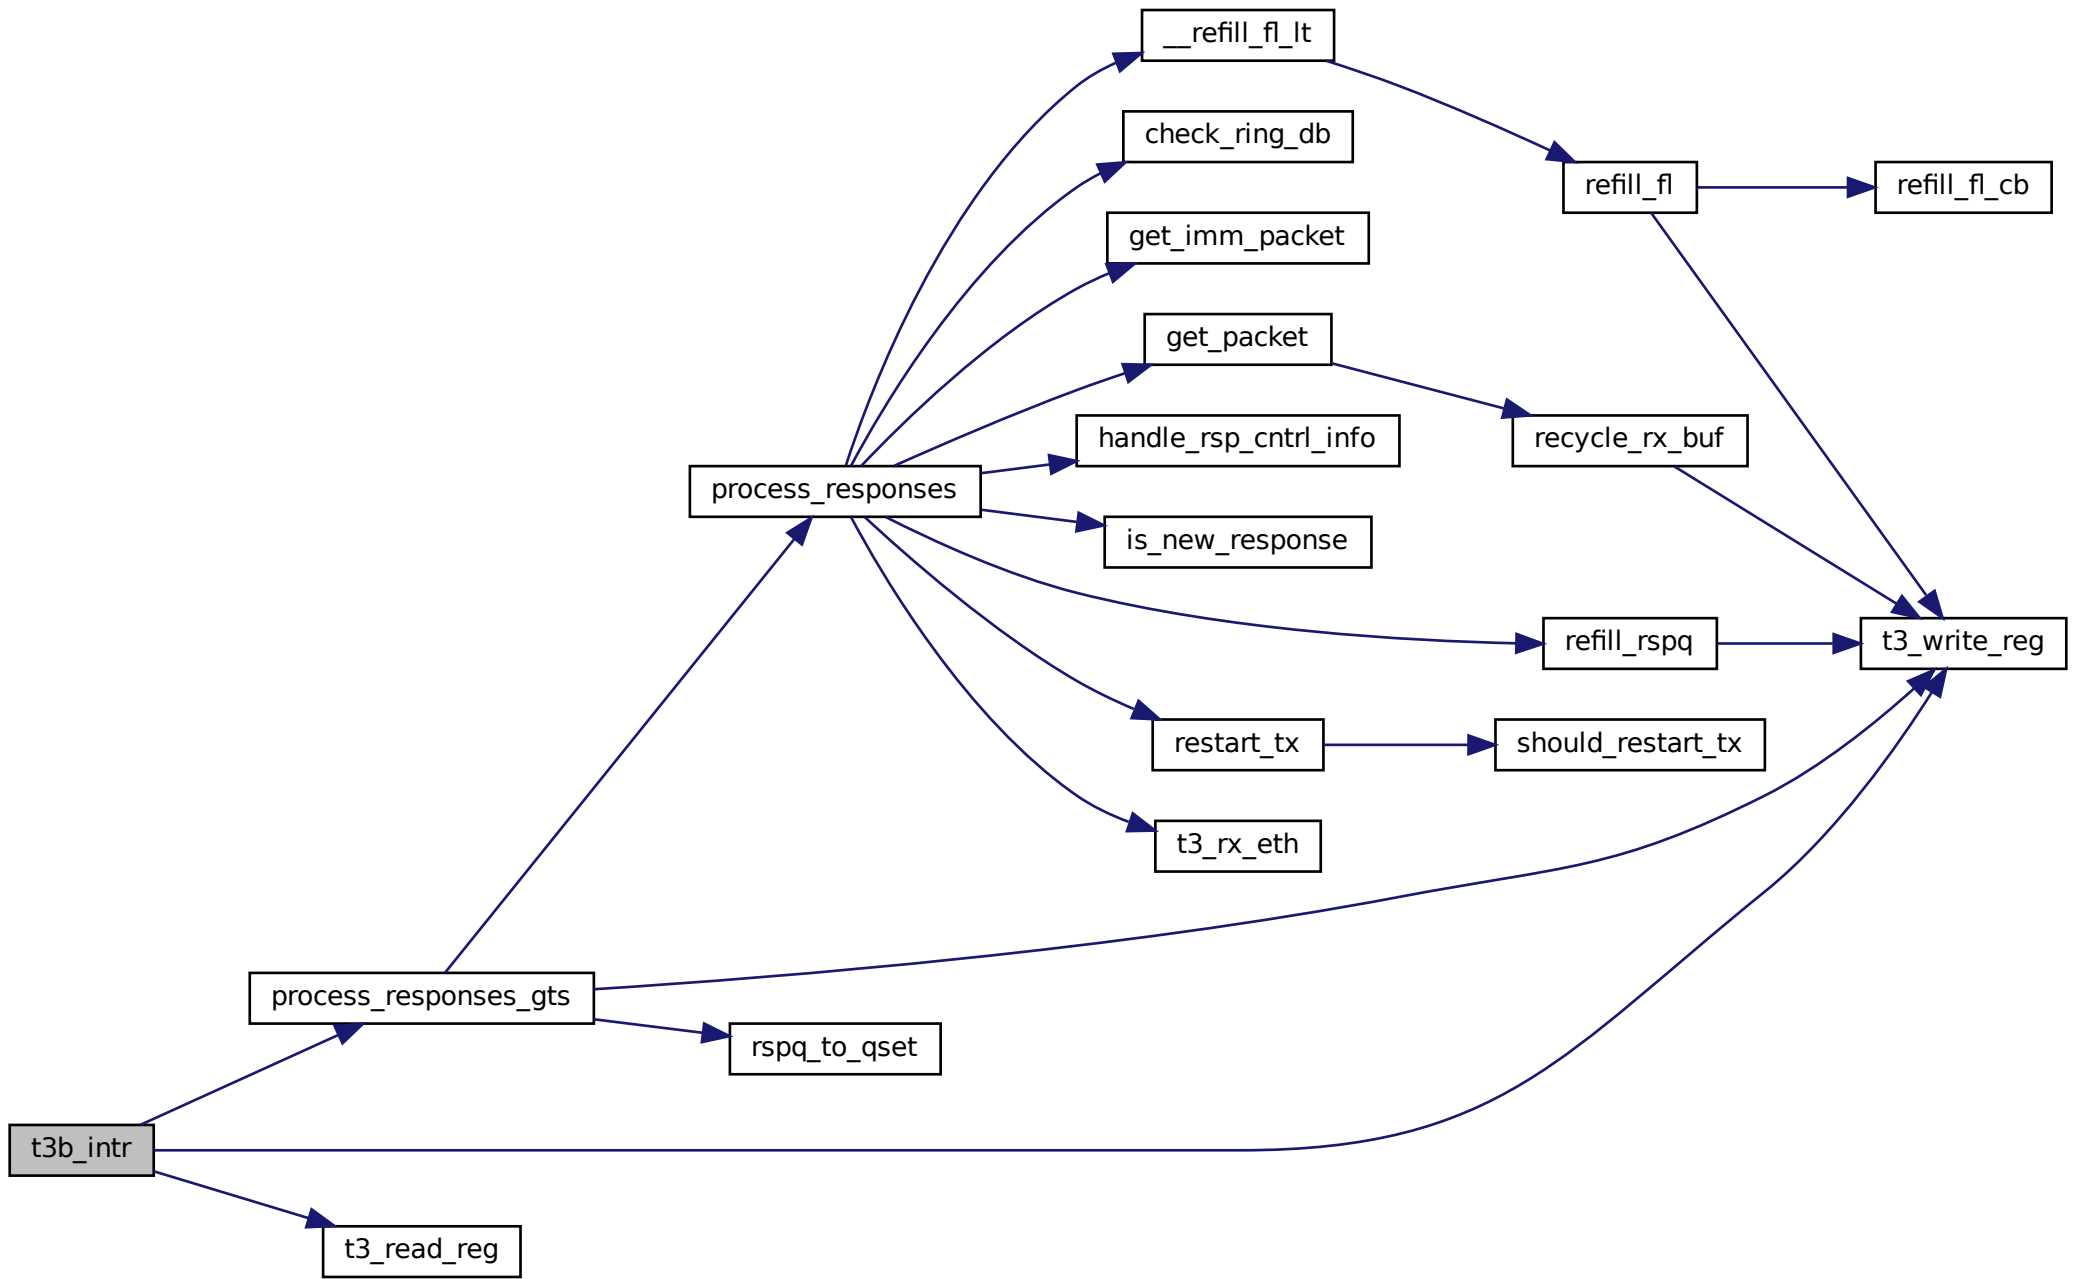 __refill_fl_lt
check_ring_db
refill_fl
refill_fl_cb
get_imm_packet
get_packet
handle_rsp_cntrl_info
recycle_rx_buf
process_responses
is_new_response
refill_rspq
t3_write_reg
restart_tx
should_restart_tx
t3_rx_eth
process_responses_gts
rspq_to_qset
t3b_intr
t3_read_reg